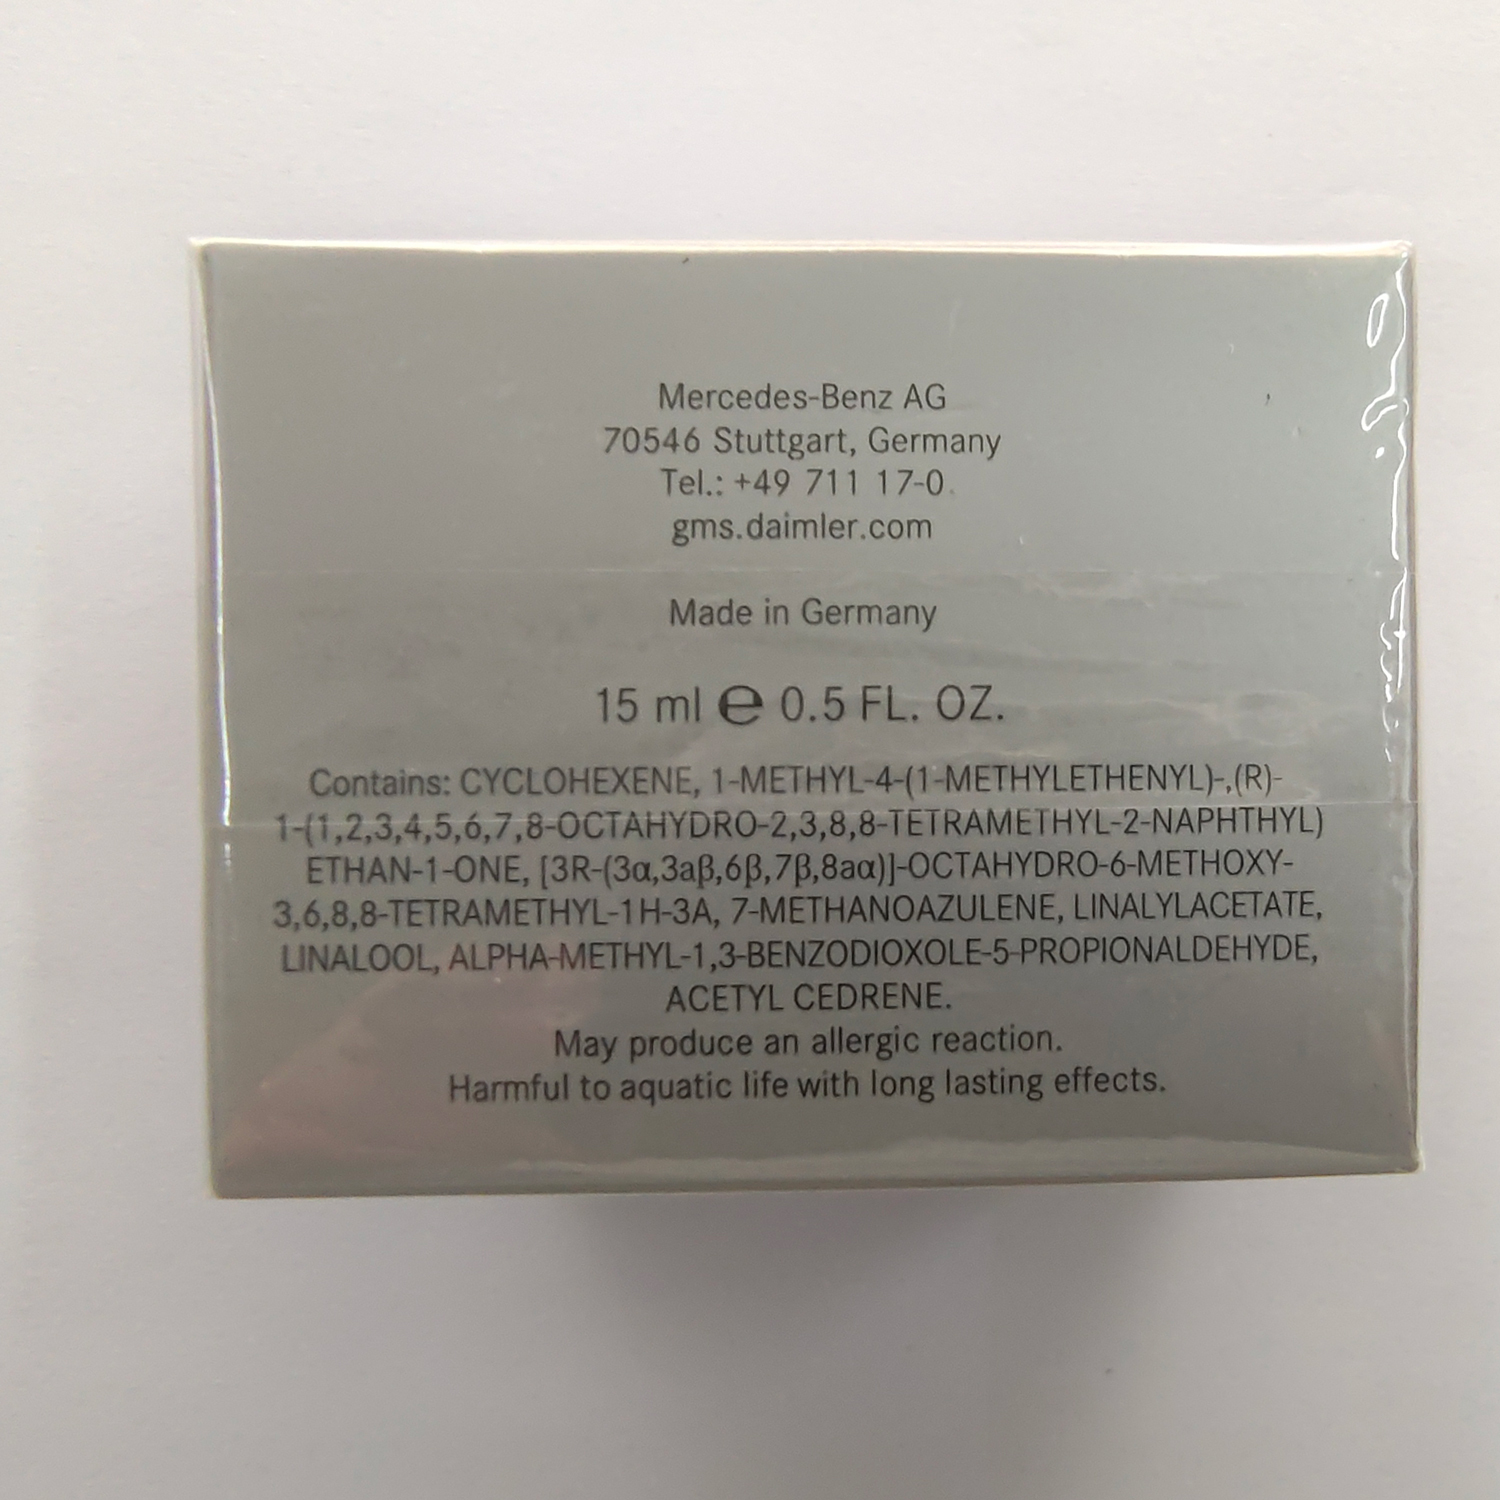 Mercedes-Benz AG
70546 Stuttgart, Germany
Tel.: +49 711 17-0
gms.daimler.com
Made in Germany
15 ml ℮ 0.5 FL. OZ.
Contains: CYCLOHEXENE, 1-METHYL-4-(1-METHYLETHENYL)-,(R)-
1-(1,2,3,4,5,6,7,8-OCTAHYDRO-2,3,8,8-TETRAMETHYL-2-NAPHTHYL)
ETHAN-1-ONE, [3R-(3α,3aβ,6β,7β,8aα)]-OCTAHYDRO-6-METHOXY-
3,6,8,8-TETRAMETHYL-1H-3A, 7-METHANOAZULENE, LINALYLACETATE,
LINALOOL, ALPHA-METHYL-1,3-BENZODIOXOLE-5-PROPIONALDEHYDE,
ACETYL CEDRENE.
May produce an allergic reaction.
Harmful to aquatic life with long lasting effects.